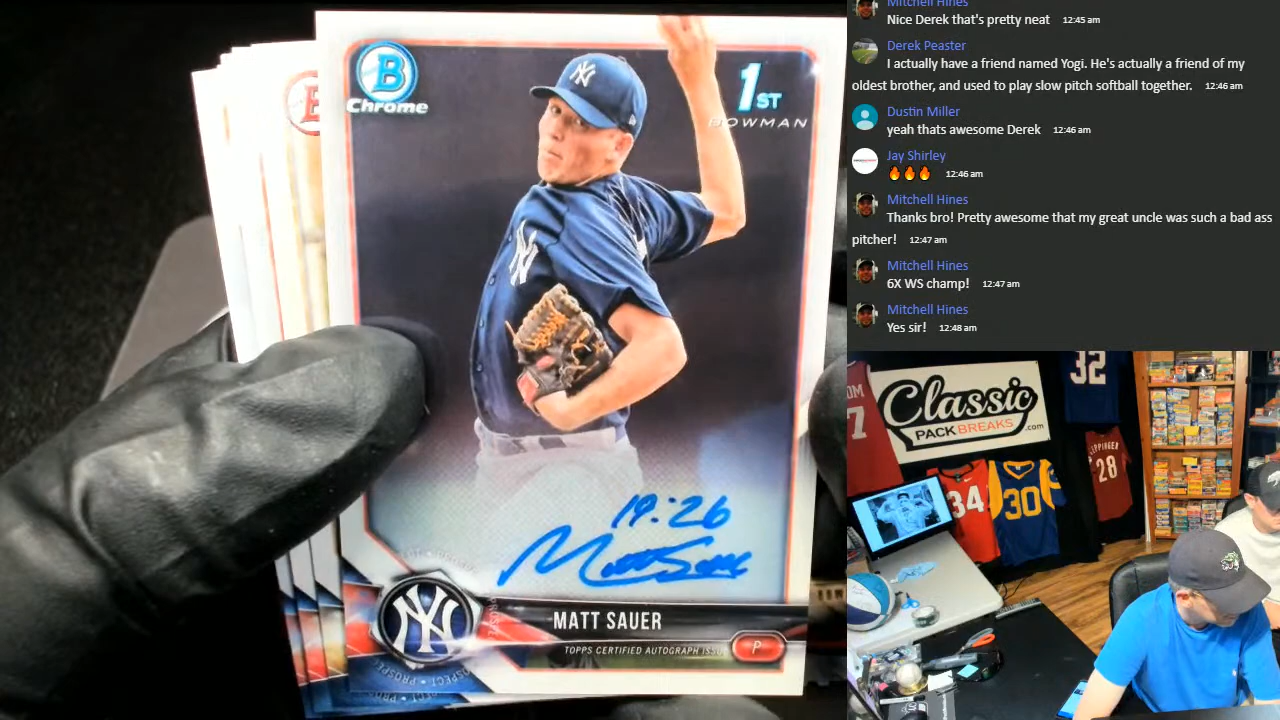 B
Chrome
1ST
BOWMAN
NY
NY
19:26
Matt Sauer
NY
MATT SAUER
TOPPS CERTIFIED AUTOGRAPH ISSU
P
Mitchell Hines
Nice Derek that's pretty neat 12:45 am
Derek Peaster
I actually have a friend named Yogi. He's actually a friend of my
oldest brother, and used to play slow pitch softball together. 12:46 am
Dustin Miller
yeah thats awesome Derek 12:46 am
Jay Shirley
🔥🔥🔥 12:46 am
Mitchell Hines
Thanks bro! Pretty awesome that my great uncle was such a bad ass
pitcher! 12:47 am
Mitchell Hines
6X WS champ! 12:47 am
Mitchell Hines
Yes sir! 12:48 am
Classic
PACK BREAKS .com
32
7
34
30
28